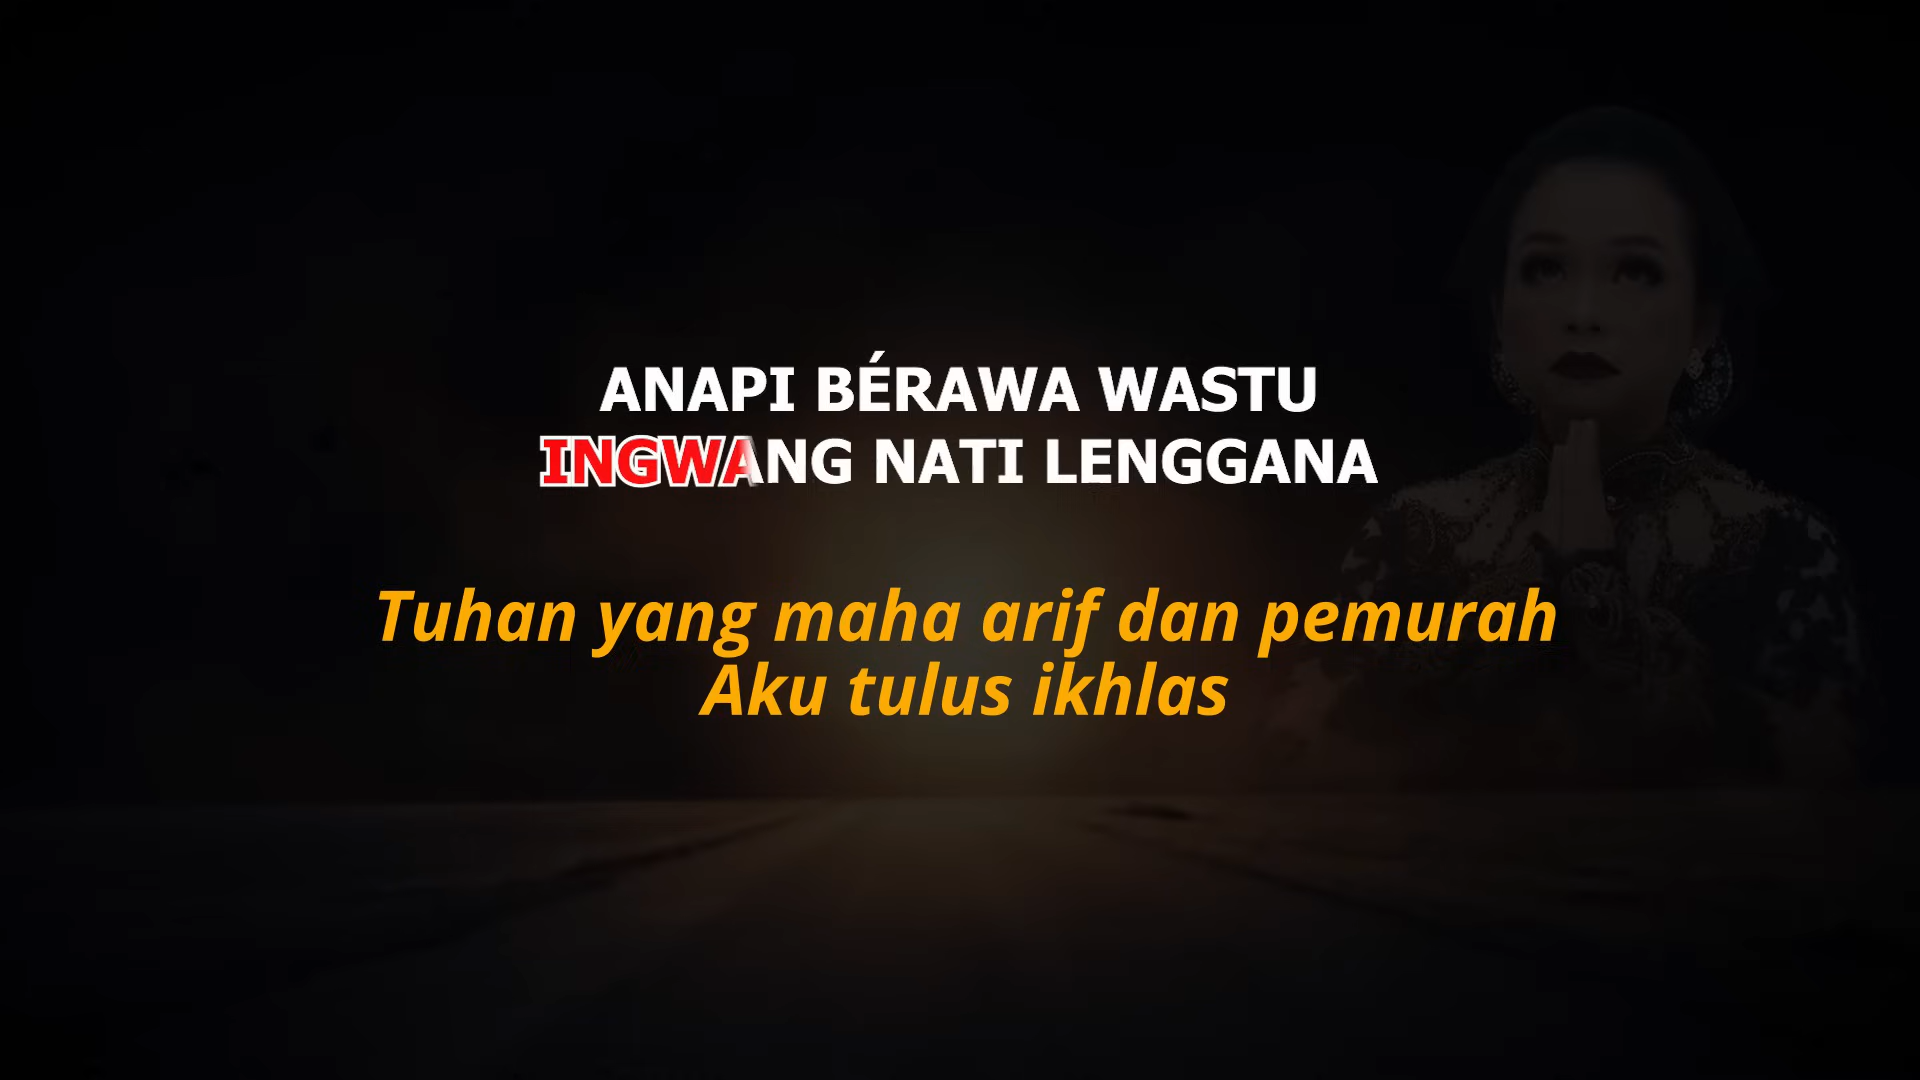 ANAPI BÉRAWA WASTU
INGWANG NATI LENGGANA
Tuhan yang maha arif dan pemurah
Aku tulus ikhlas